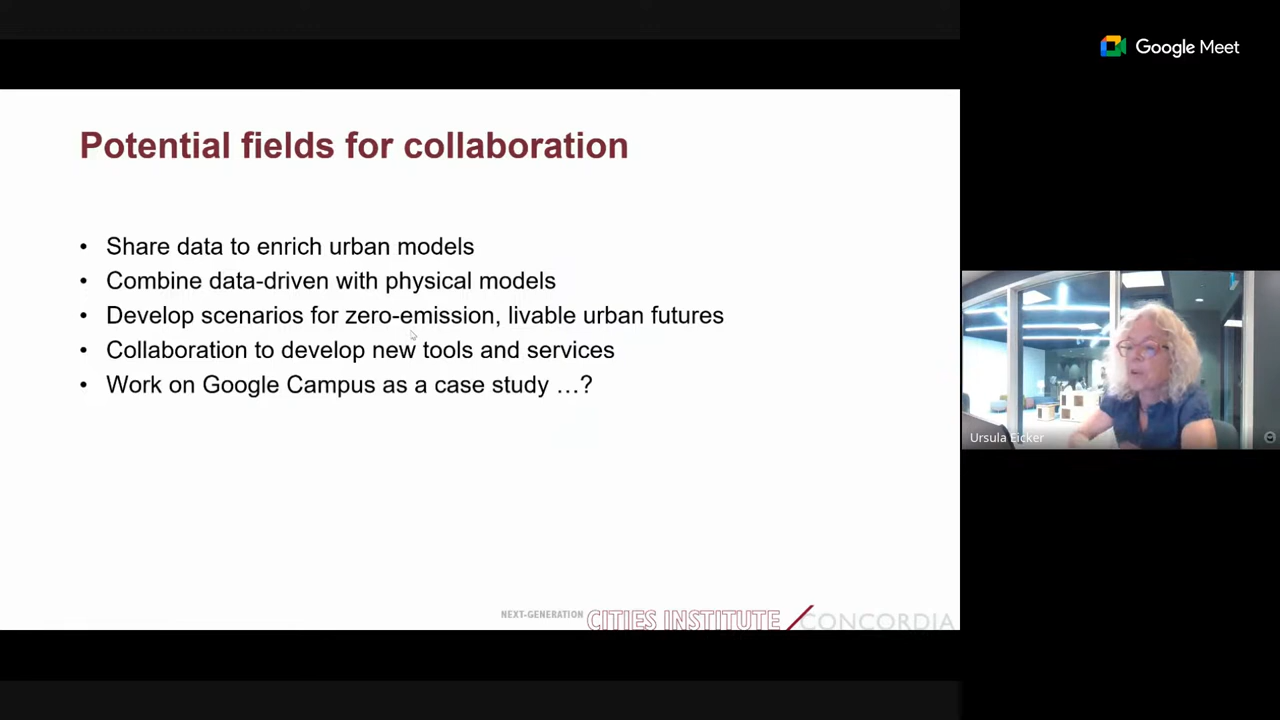 Google Meet
Potential fields for collaboration
• Share data to enrich urban models
• Combine data-driven with physical models
• Develop scenarios for zero-emission, livable urban futures
• Collaboration to develop new tools and services
• Work on Google Campus as a case study …?
Ursula Eicker
NEXT-GENERATION CITIES INSTITUTE CONCORDIA